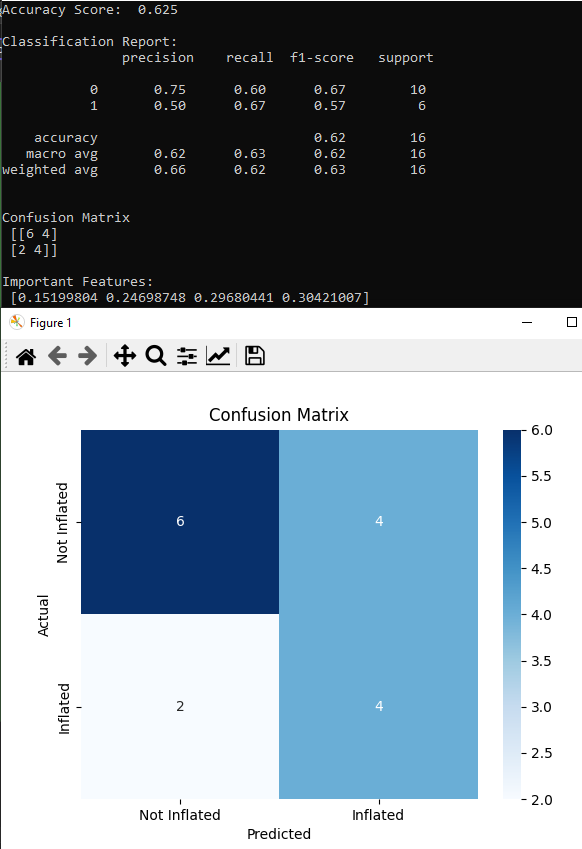 Accuracy Score:  0.625
Classification Report:
              precision    recall  f1-score   support
           0       0.75      0.60      0.67        10
           1       0.50      0.67      0.57         6
    accuracy                           0.62        16
   macro avg       0.62      0.63      0.62        16
weighted avg       0.66      0.62      0.63        16
Confusion Matrix
 [[6 4]
 [2 4]]
Important Features:
 [0.15199804 0.24698748 0.29680441 0.30421007]
Figure 1
Confusion Matrix
Actual
Not Inflated
Inflated
6 4
2 4
Not Inflated Inflated
Predicted
6.0
5.5
5.0
4.5
4.0
3.5
3.0
2.5
2.0